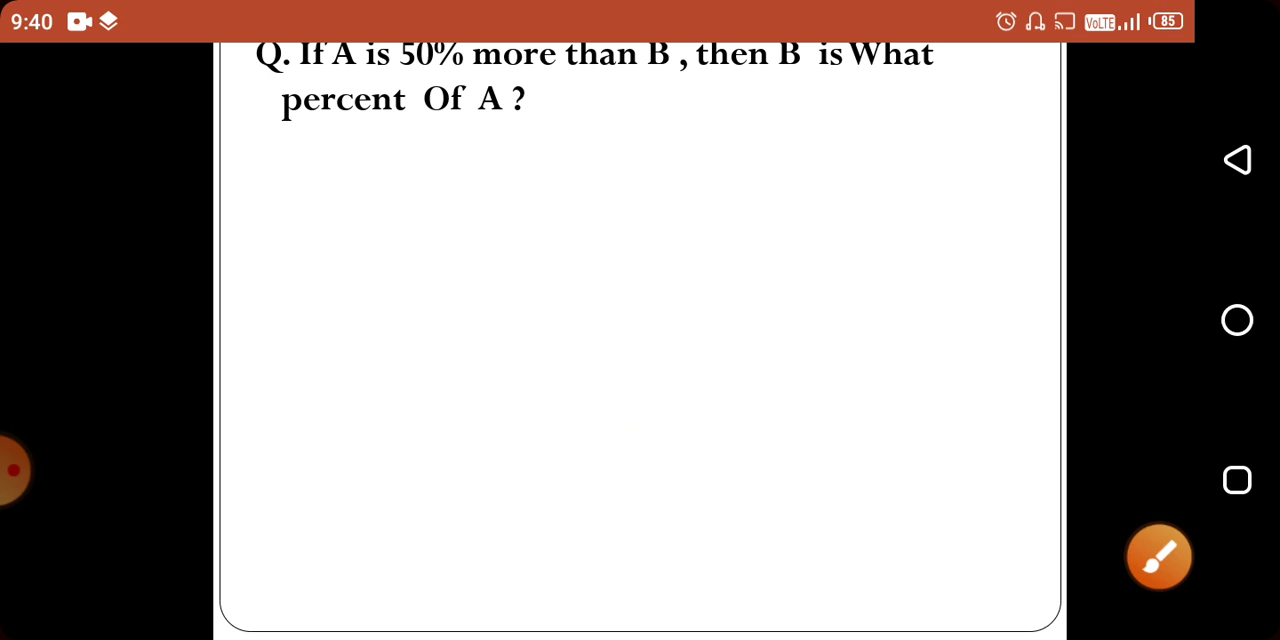 9:40
VoLTE
85
Q. If A is 50% more than B , then B is What
percent Of A ?